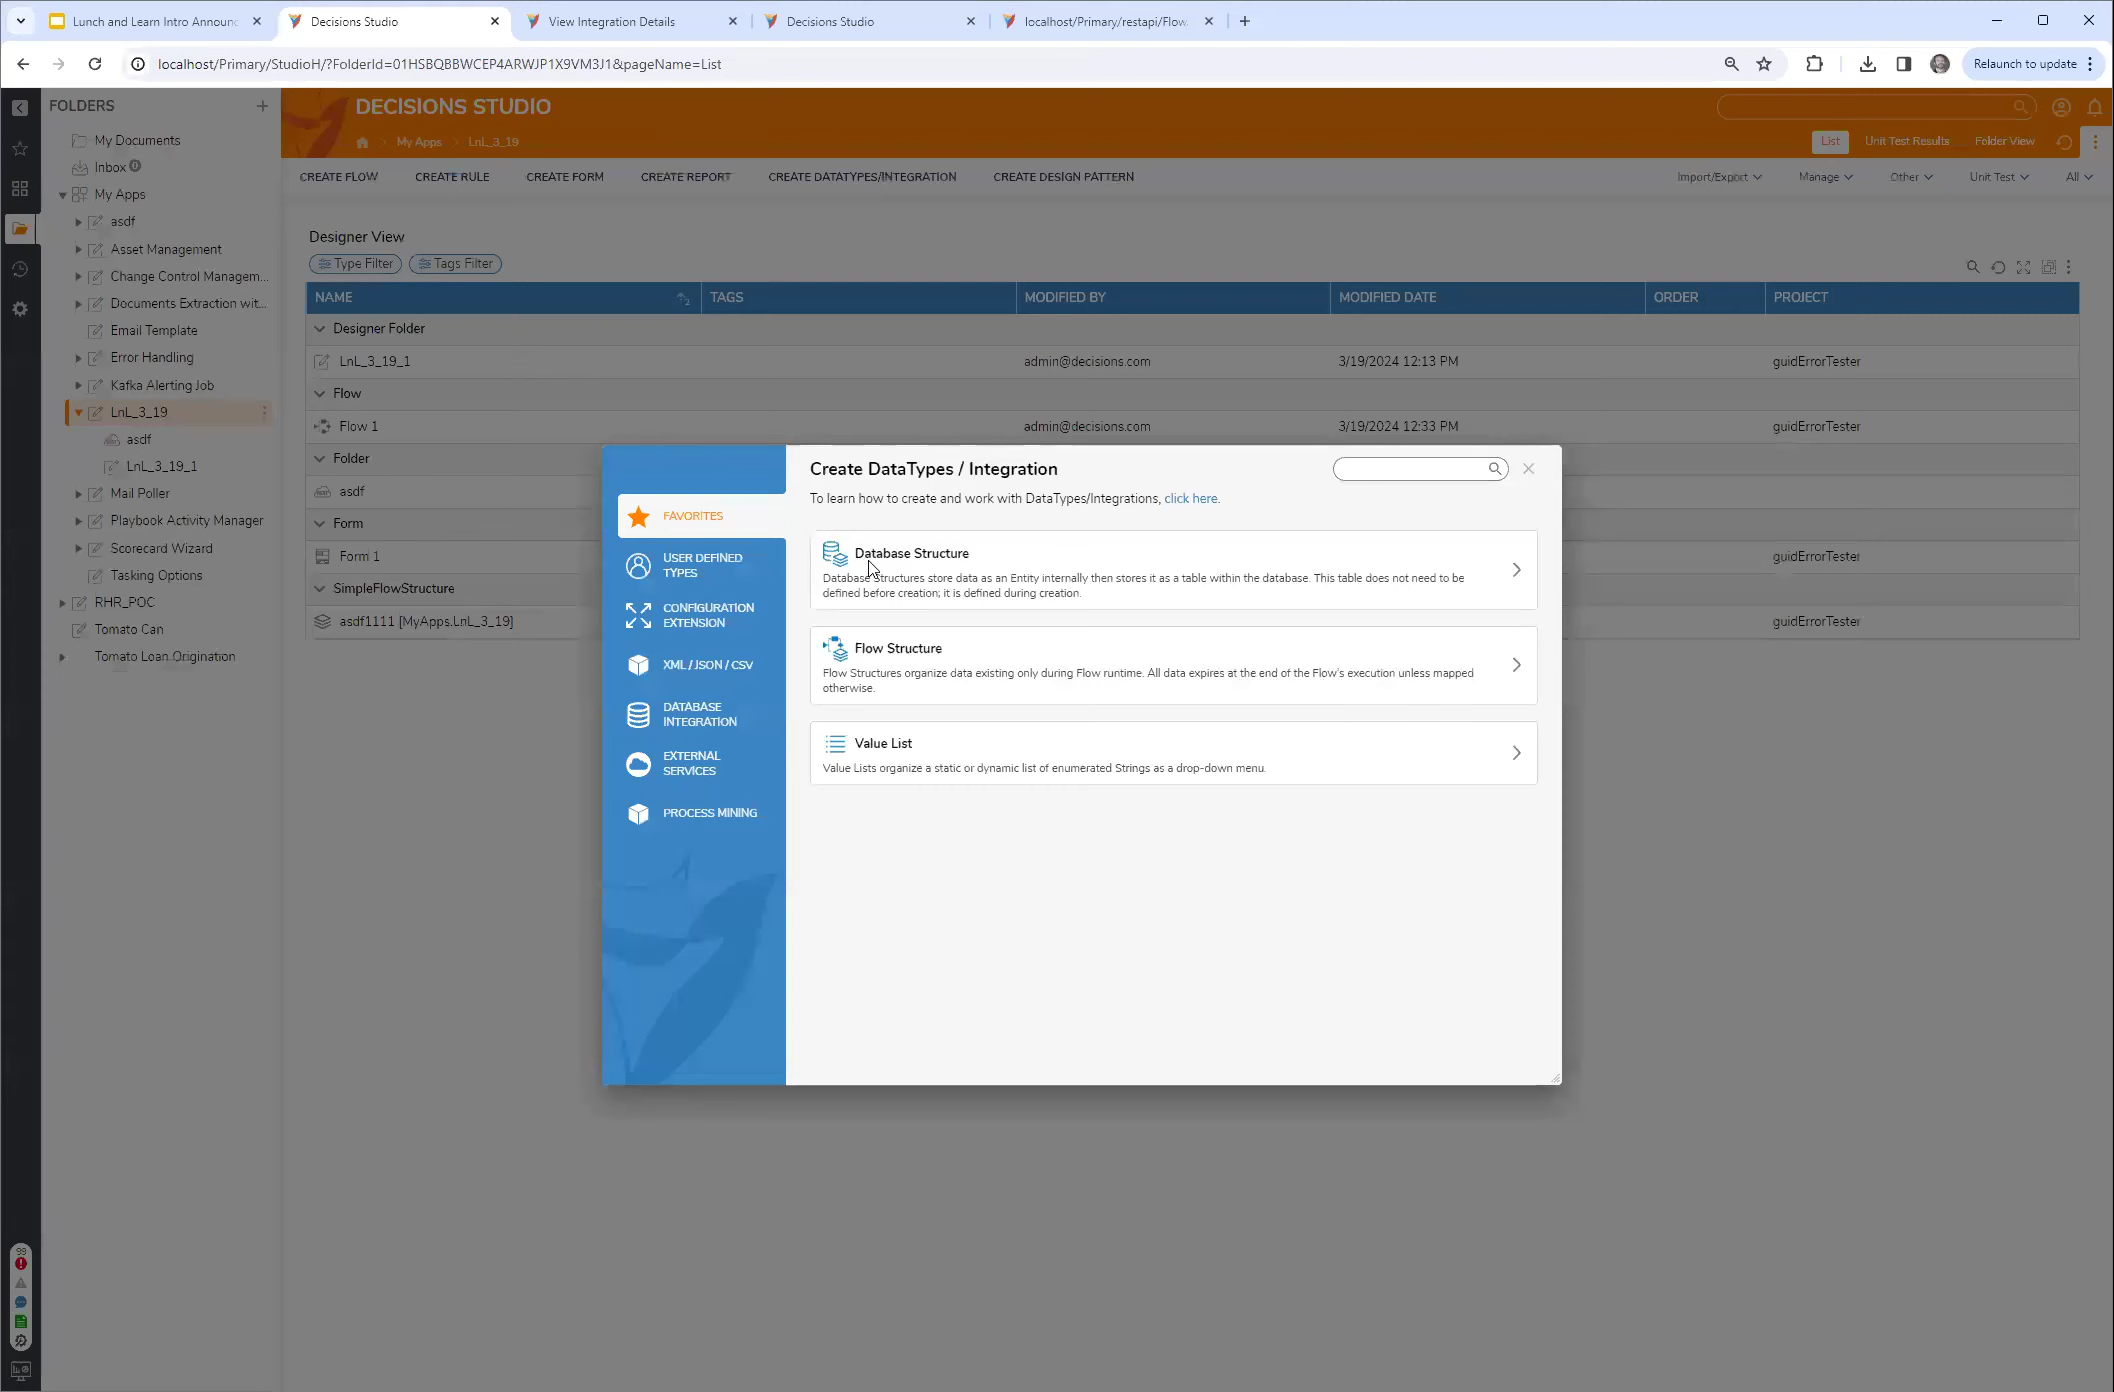 Lunch and Learn Intro Announc
Decisions Studio
View Integration Details
Decisions Studio
localhost/Primary/restapi/Flow
localhost/Primary/StudioH/?FolderId=01HSBQBBWCEP4ARWJP1X9VM3J1&pageName=List
Relaunch to update
FOLDERS
DECISIONS STUDIO
My Apps
LnL_3_19
List
Unit Test Results
Folder View
CREATE FLOW
CREATE RULE
CREATE FORM
CREATE REPORT
CREATE DATATYPES/INTEGRATION
CREATE DESIGN PATTERN
Import/Export
Manage
Other
Unit Test
All
My Documents
Inbox 0
My Apps
asdf
Asset Management
Change Control Managem...
Documents Extraction wit...
Email Template
Error Handling
Kafka Alerting Job
LnL_3_19
asdf
LnL_3_19_1
Mail Poller
Playbook Activity Manager
Scorecard Wizard
Tasking Options
RHR_POC
Tomato Can
Tomato Loan Origination
99
Designer View
Type Filter
Tags Filter
NAME
TAGS
MODIFIED BY
MODIFIED DATE
ORDER
PROJECT
Designer Folder
LnL_3_19_1
admin@decisions.com
3/19/2024 12:13 PM
guidErrorTester
Flow
Flow 1
admin@decisions.com
3/19/2024 12:33 PM
guidErrorTester
Folder
asdf
Form
Form 1
guidErrorTester
SimpleFlowStructure
asdf1111 [MyApps.LnL_3_19]
guidErrorTester
FAVORITES
USER DEFINED
TYPES
CONFIGURATION
EXTENSION
XML / JSON / CSV
DATABASE
INTEGRATION
EXTERNAL
SERVICES
PROCESS MINING
Create DataTypes / Integration
To learn how to create and work with DataTypes/Integrations, click here.
Database Structure
Database Structures store data as an Entity internally then stores it as a table within the database. This table does not need to be
defined before creation; it is defined during creation.
Flow Structure
Flow Structures organize data existing only during Flow runtime. All data expires at the end of the Flow's execution unless mapped
otherwise.
Value List
Value Lists organize a static or dynamic list of enumerated Strings as a drop-down menu.